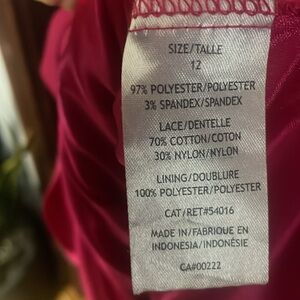 SIZE/TALLE
12
97% POLYESTER/POLYESTER
3% SPANDEX/SPANDEX
LACE/DENTELLE
70% COTTON/COTON
30% NYLON/NYLON
LINING/DOUBLURE
100% POLYESTER/POLYESTER
CAT/RET#54016
MADE IN/FABRIQUE EN
INDONESIA/INDONÉSIE
CA#00222